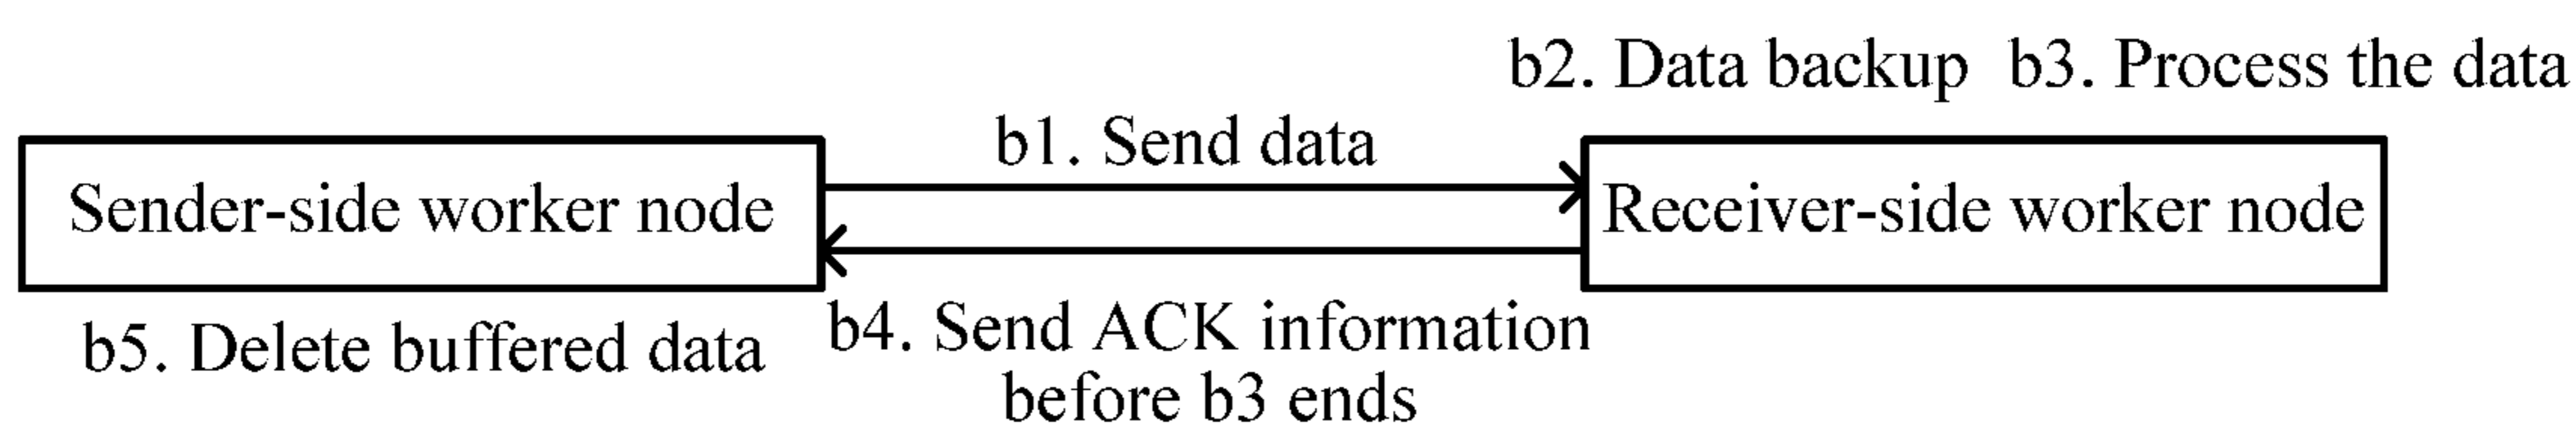 b2. Data backup b3. Process the data
b1. Send data
Sender-side worker node
Receiver-side worker node
b4. Send ACK information
before b3 ends
b5. Delete buffered data